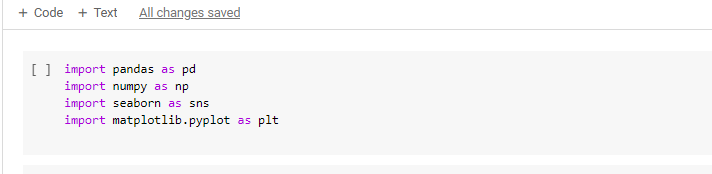 + Code + Text All changes saved
[ ] import pandas as pd
import numpy as np
import seaborn as sns
import matplotlib.pyplot as plt